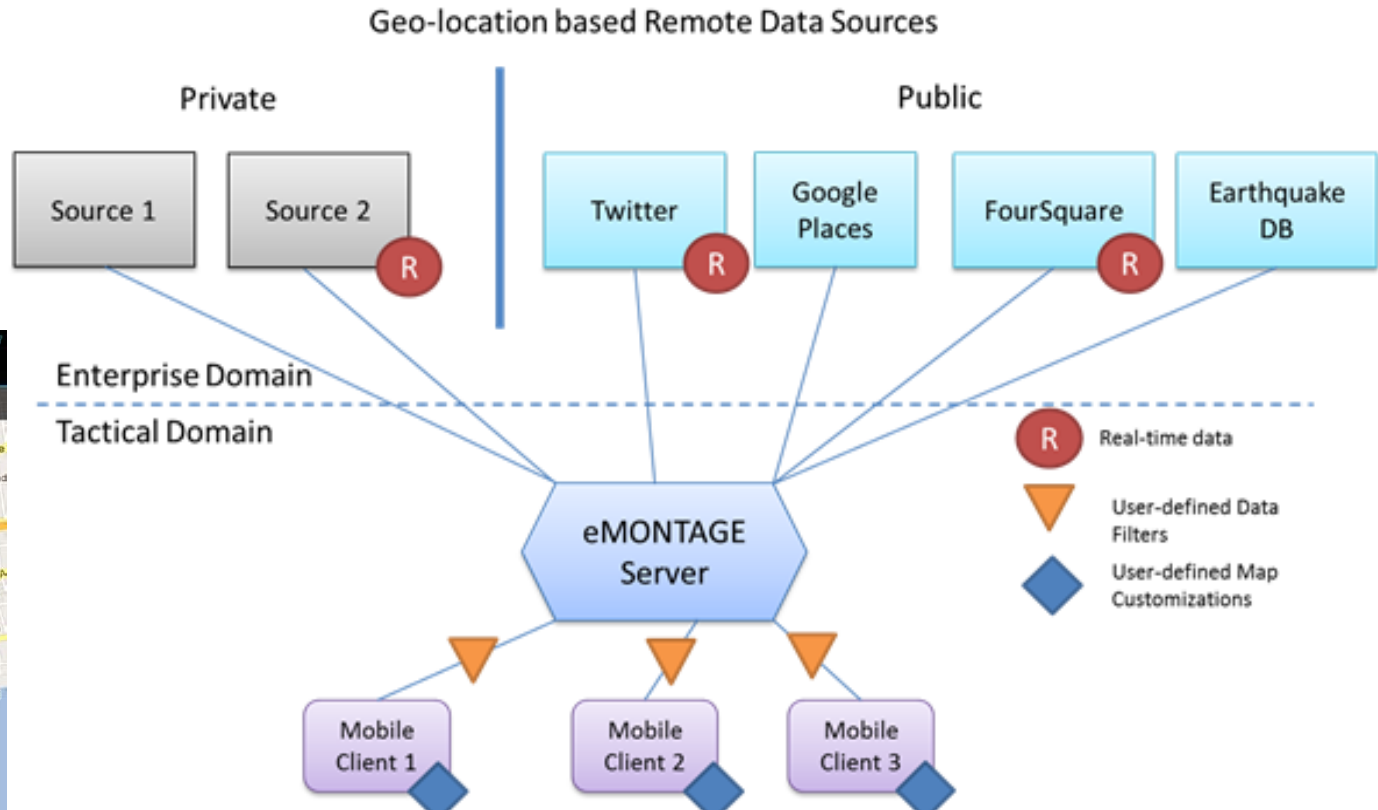 Geo-location based Remote Data Sources
Private
Public
Source 1
Source 2
R
Twitter
R
Google
Places
FourSquare
R
Earthquake
DB
Enterprise Domain
Tactical Domain
R
Real-time data
eMONTAGE
Server
User-defined Data
Filters
User-defined Map
Customizations
Mobile
Client 1
Mobile
Client 2
Mobile
Client 3